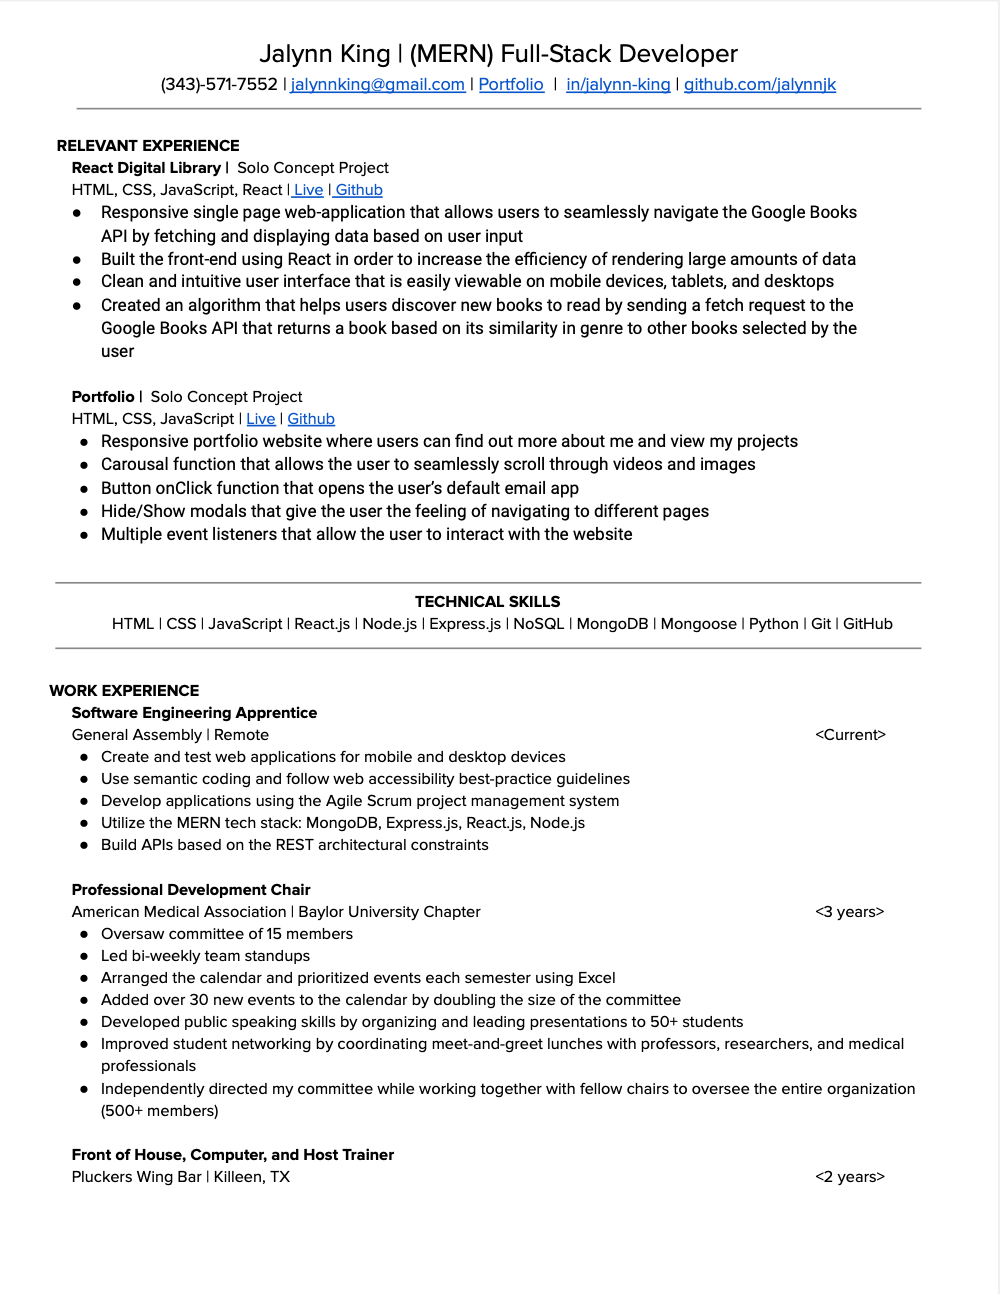 Jalynn King | (MERN) Full-Stack Developer
(343)-571-7552 | jalynnking@gmail.com | Portfolio | in/jalynn-king | github.com/jalynnjk
RELEVANT EXPERIENCE
React Digital Library | Solo Concept Project
HTML, CSS, JavaScript, React | Live | Github
● Responsive single page web-application that allows users to seamlessly navigate the Google Books
API by fetching and displaying data based on user input
● Built the front-end using React in order to increase the efficiency of rendering large amounts of data
● Clean and intuitive user interface that is easily viewable on mobile devices, tablets, and desktops
● Created an algorithm that helps users discover new books to read by sending a fetch request to the
Google Books API that returns a book based on its similarity in genre to other books selected by the
user
Portfolio | Solo Concept Project
HTML, CSS, JavaScript | Live | Github
● Responsive portfolio website where users can find out more about me and view my projects
● Carousal function that allows the user to seamlessly scroll through videos and images
● Button onClick function that opens the user's default email app
● Hide/Show modals that give the user the feeling of navigating to different pages
● Multiple event listeners that allow the user to interact with the website
TECHNICAL SKILLS
HTML | CSS | JavaScript | React.js | Node.js | Express.js | NoSQL | MongoDB | Mongoose | Python | Git | GitHub
WORK EXPERIENCE
Software Engineering Apprentice
General Assembly | Remote <Current>
● Create and test web applications for mobile and desktop devices
● Use semantic coding and follow web accessibility best-practice guidelines
● Develop applications using the Agile Scrum project management system
● Utilize the MERN tech stack: MongoDB, Express.js, React.js, Node.js
● Build APIs based on the REST architectural constraints
Professional Development Chair
American Medical Association | Baylor University Chapter <3 years>
● Oversaw committee of 15 members
● Led bi-weekly team standups
● Arranged the calendar and prioritized events each semester using Excel
● Added over 30 new events to the calendar by doubling the size of the committee
● Developed public speaking skills by organizing and leading presentations to 50+ students
● Improved student networking by coordinating meet-and-greet lunches with professors, researchers, and medical
professionals
● Independently directed my committee while working together with fellow chairs to oversee the entire organization
(500+ members)
Front of House, Computer, and Host Trainer
Pluckers Wing Bar | Killeen, TX <2 years>